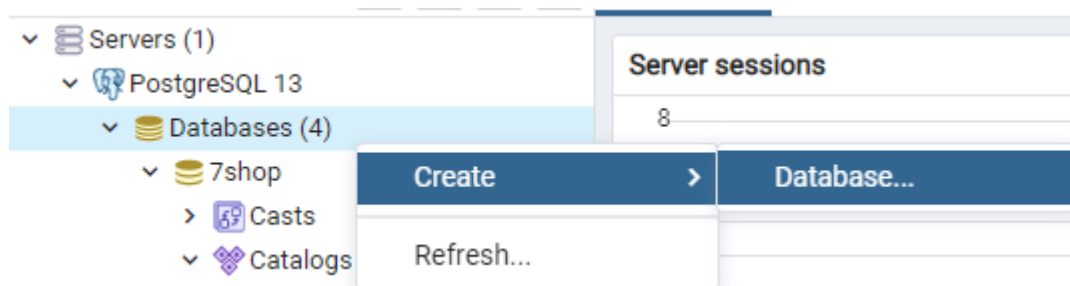 Servers (1)
Server sessions
PostgreSQL 13
8
Databases (4)
7shop
Create
Database...
Casts
Catalogs
Refresh...